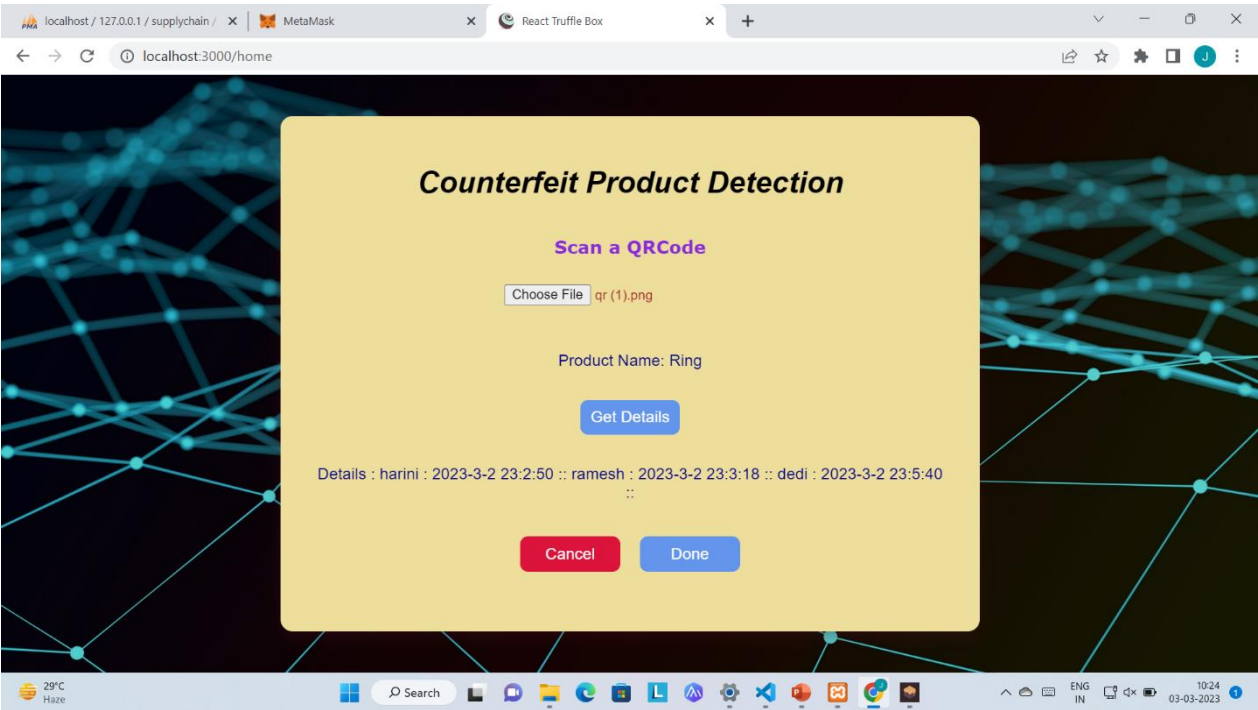 PMA localhost / 127.0.0.1 / supplychain /
MetaMask
React Truffle Box
localhost:3000/home
J
Counterfeit Product Detection
Scan a QRCode
Choose File qr (1).png
Product Name: Ring
Get Details
Details : harini : 2023-3-2 23:2:50 :: ramesh : 2023-3-2 23:3:18 :: dedi : 2023-3-2 23:5:40
::
Cancel Done
29°C
Haze
Search
L
ENG
IN
10:24
03-03-2023
1